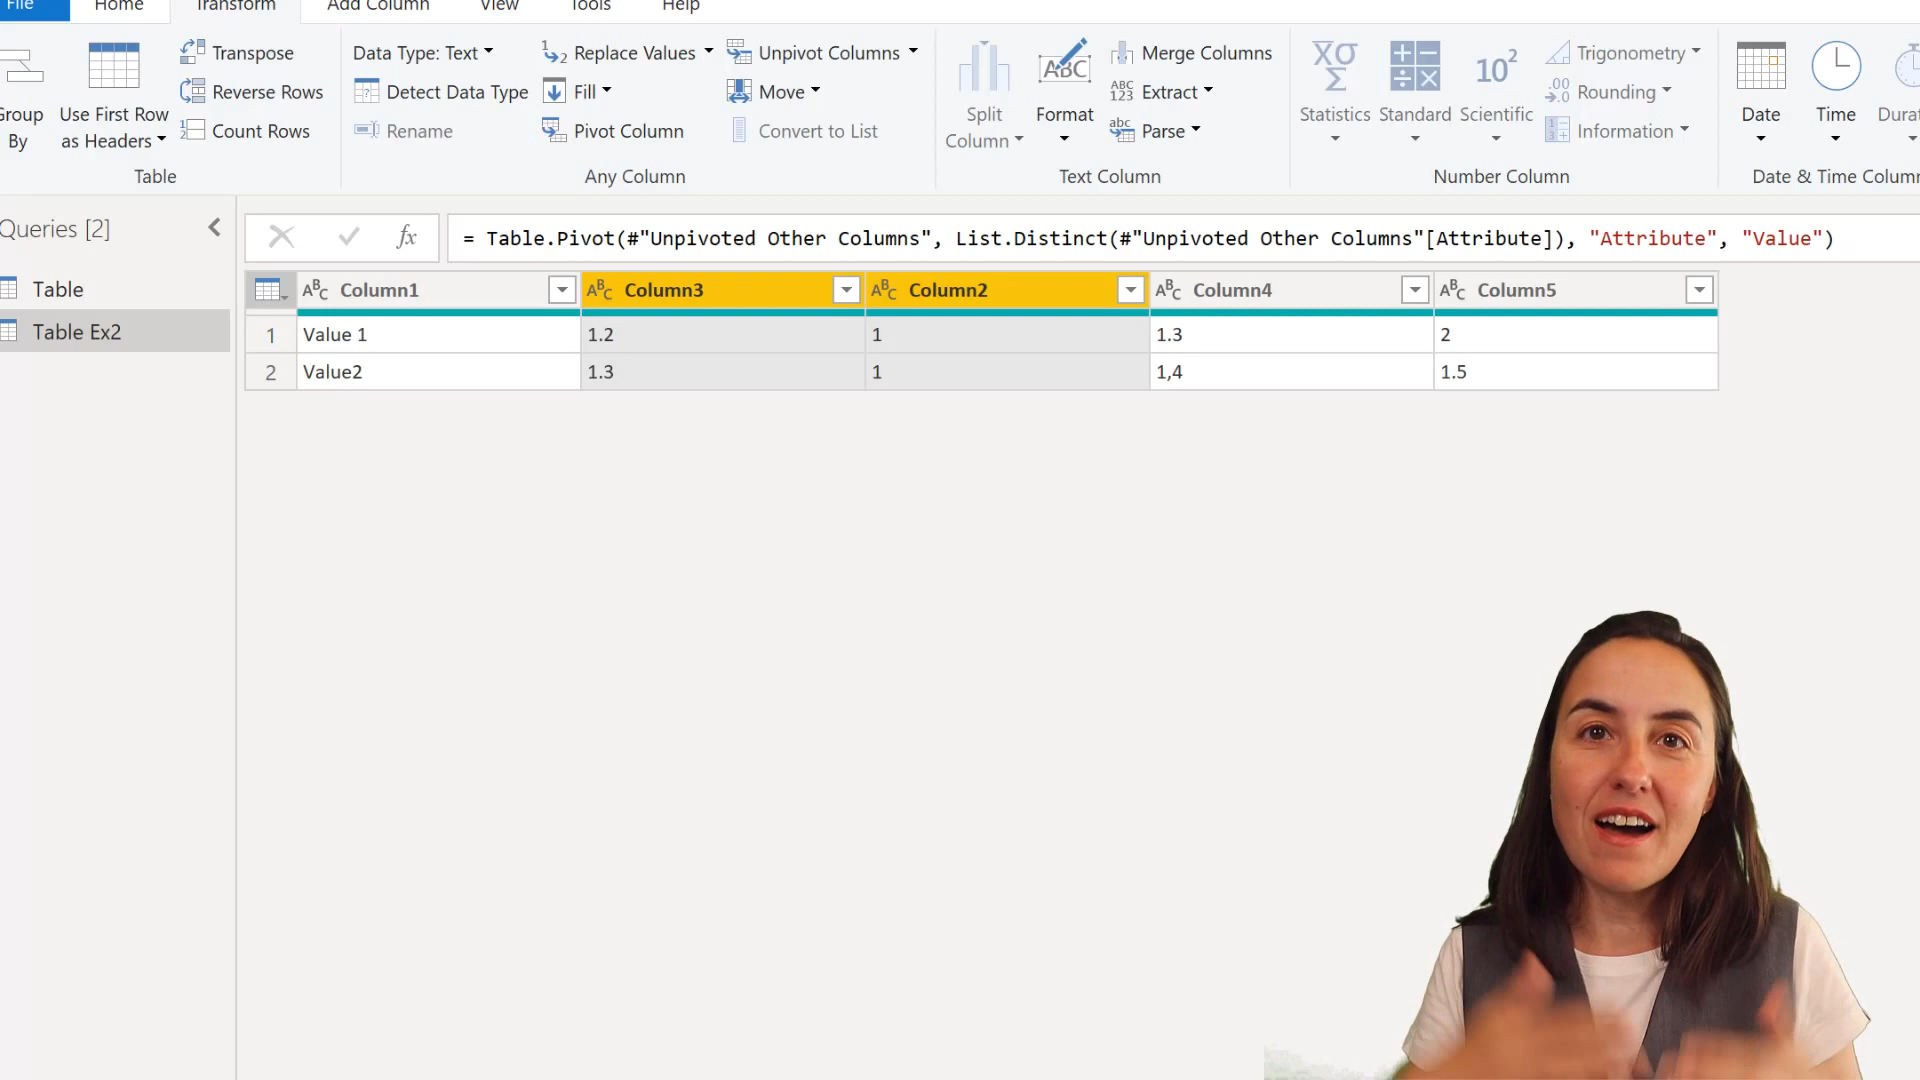 File Home Transform Add Column View Tools Help
Group By
Use First Row as Headers
Transpose
Reverse Rows
Count Rows
Table
Data Type: Text
Detect Data Type
Rename
Replace Values
Fill
Pivot Column
Unpivot Columns
Move
Convert to List
Any Column
Split Column
Format
Merge Columns
Extract
Parse
Text Column
Statistics
Standard
Scientific
Trigonometry
Rounding
Information
Number Column
Date
Time
Durat
Date & Time Column
Queries [2]
Table
Table Ex2
fx
= Table.Pivot(#"Unpivoted Other Columns", List.Distinct(#"Unpivoted Other Columns"[Attribute]), "Attribute", "Value")
Column1 Column3 Column2 Column4 Column5
1 Value 1 1.2 1 1.3 2
2 Value2 1.3 1 1,4 1.5